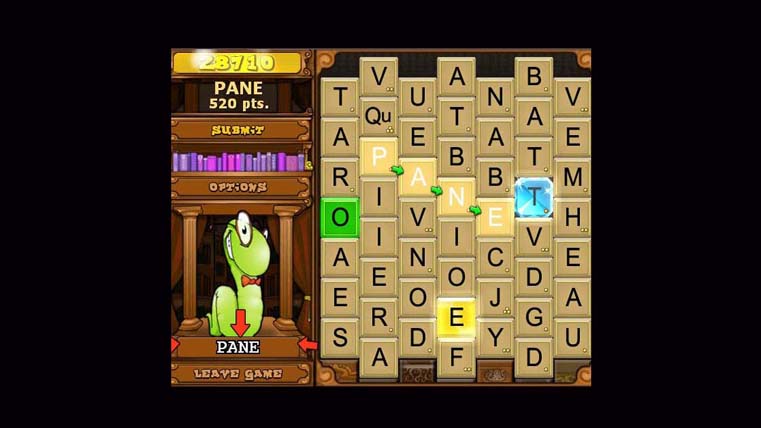 28710
PANE
520 pts.
SUBMIT
OPTIONS
PANE
LEAVE GAME
V A B
T U N V
Qu T A
A E A E
P B T
R A B M
I N T
O V E H
I I V
A N C E
E O D
E O J A
R E G
S D Y U
A F D